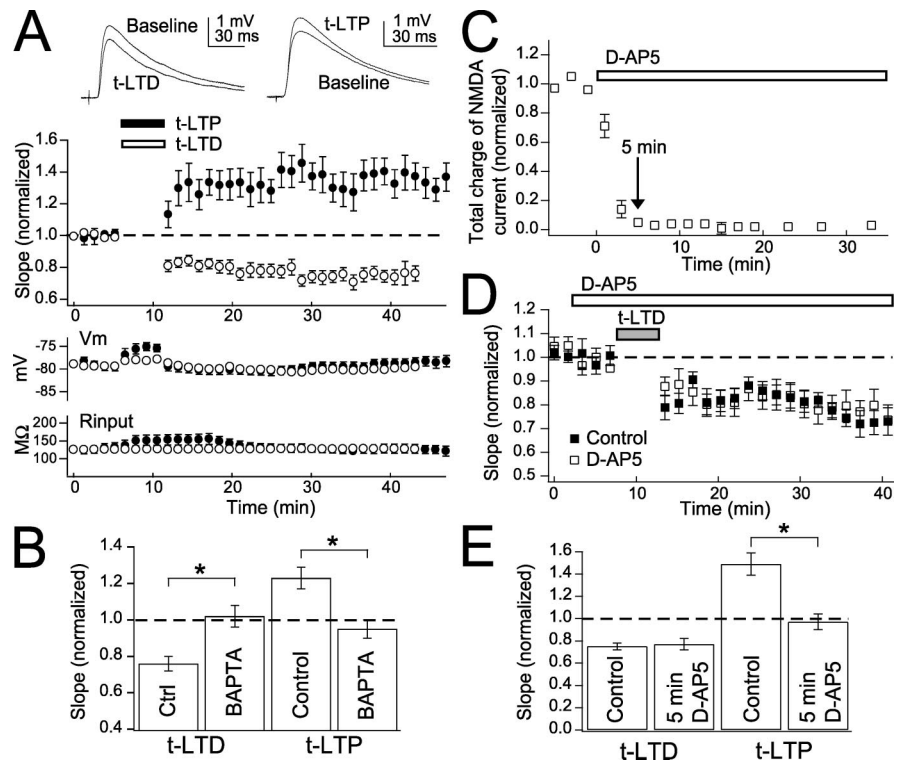 A
Baseline
t-LTD
1 mV
30 ms
t-LTP
Baseline
1 mV
30 ms
t-LTP
t-LTD
Slope (normalized)
1.6
1.4
1.2
1.0
0.8
0.6
0 10 20 30 40
Vm
mV
-75
-80
-85
Rinput
MΩ
200
150
100
0 10 20 30 40
Time (min)
B
Slope (normalized)
1.4
1.2
1.0
0.8
0.6
0.4
*
*
Ctrl
BAPTA
Control
BAPTA
t-LTD t-LTP
C
Total charge of NMDA
current (normalized)
1.0
0.8
0.6
0.4
0.2
0.0
D-AP5
5 min
0 10 20 30
Time (min)
D
D-AP5
t-LTD
Slope (normalized)
1.1
1.0
0.9
0.8
0.7
0.6
0.5
Control
D-AP5
0 10 20 30 40
Time (min)
E
Slope (normalized)
1.6
1.4
1.2
1.0
0.8
0.6
0.4
0.2
0.0
*
Control
5 min
D-AP5
Control
5 min
D-AP5
t-LTD t-LTP